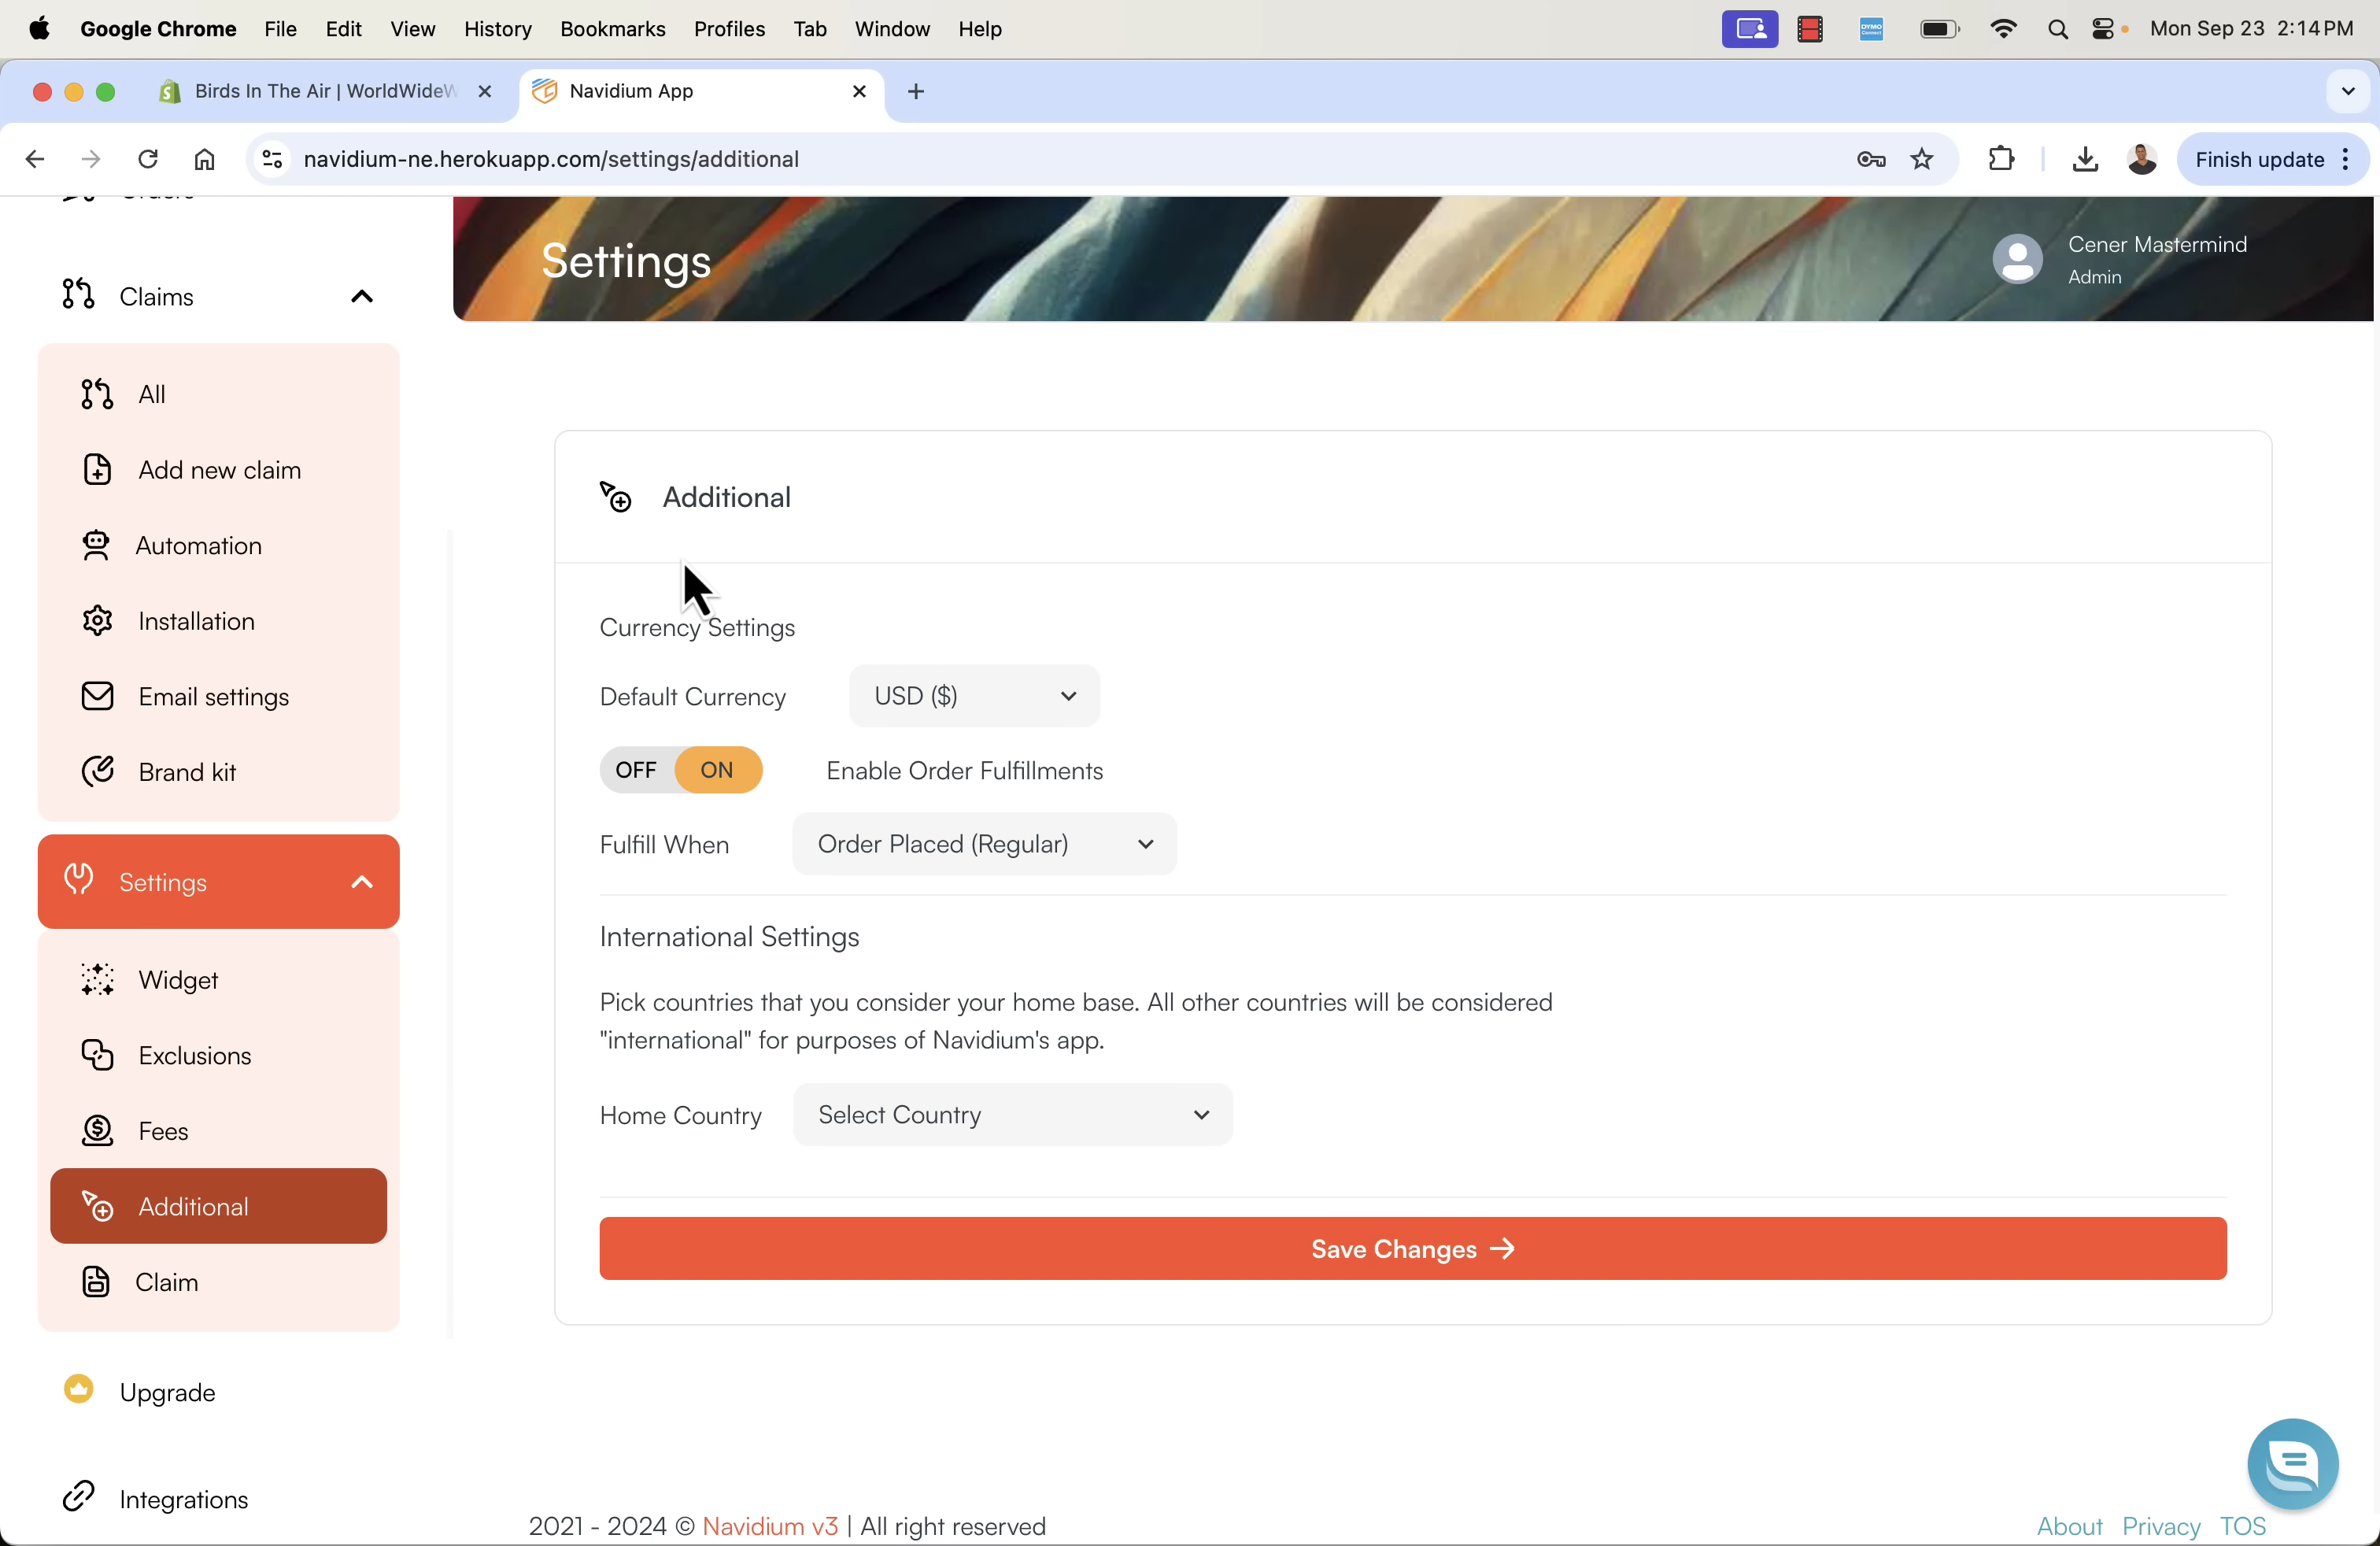 Google Chrome File Edit View History Bookmarks Profiles Tab Window Help
DYMO
Connect
Mon Sep 23 2:14 PM
Birds In The Air | WorldWideW
Navidium App
navidium-ne.herokuapp.com/settings/additional
Finish update
Orders
Claims
All
Add new claim
Automation
Installation
Email settings
Brand kit
Settings
Widget
Exclusions
Fees
Additional
Claim
Upgrade
Integrations
Settings
Cener Mastermind
Admin
Additional
Currency Settings
Default Currency USD ($)
OFF ON Enable Order Fulfillments
Fulfill When Order Placed (Regular)
International Settings
Pick countries that you consider your home base. All other countries will be considered
"international" for purposes of Navidium's app.
Home Country Select Country
Save Changes →
2021 - 2024 © Navidium v3 | All right reserved
About Privacy TOS